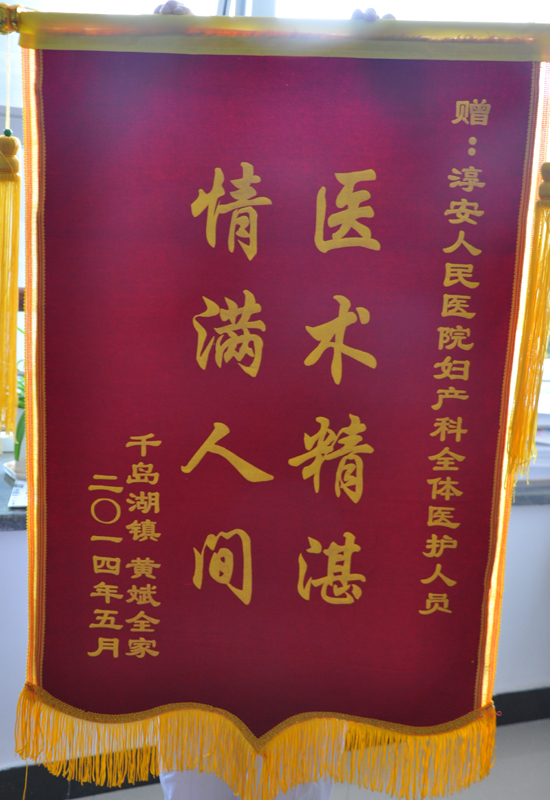 赠：淳安人民医院妇产科全体医护人员
医术精湛
情满人间
千岛湖镇 黄斌全家
二〇一四年五月